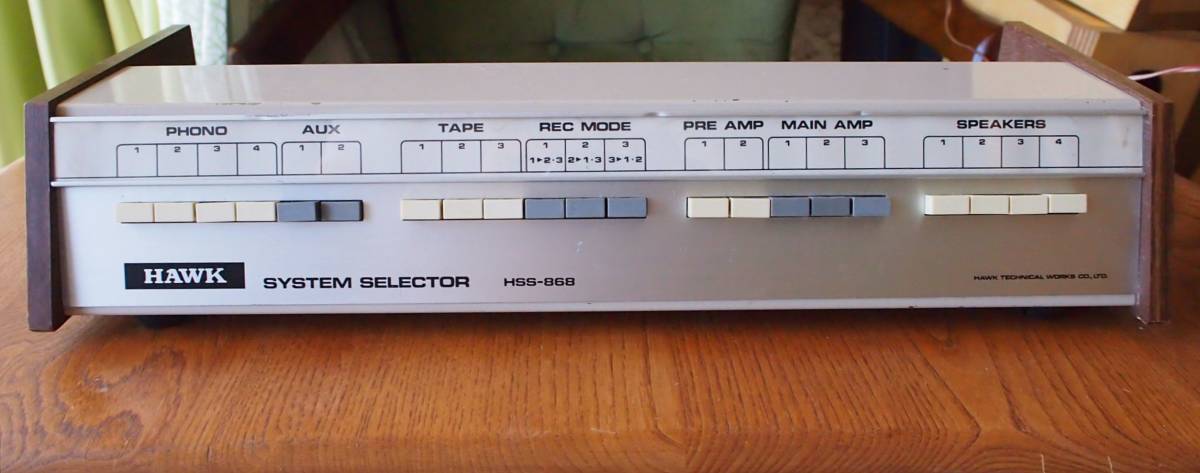 PHONO AUX TAPE REC MODE PRE AMP MAIN AMP SPEAKERS
1 2 3 4 1 2 1 2 3 1 2 3 1 2 1 2 3 1 2 3 4
1▶2·3 2▶1·3 3▶1·2
HAWK SYSTEM SELECTOR HSS-868 HAWK TECHNICAL WORKS CO., LTD.